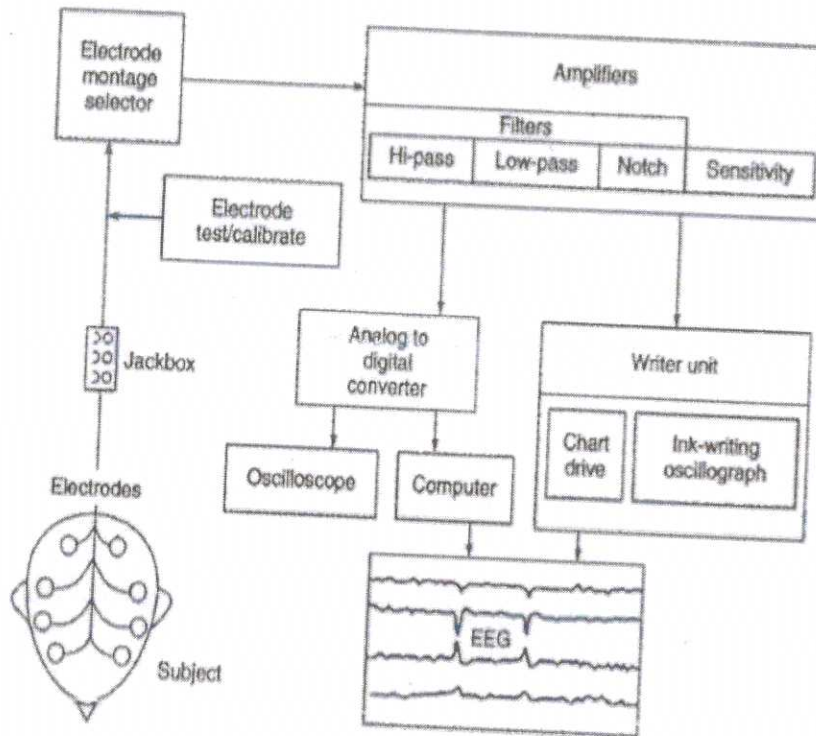 Electrode
montage
selector
Amplifiers
Filters
Hi-pass
Low-pass
Notch
Sensitivity
Electrode
test/calibrate
Jackbox
Analog to
digital
converter
Writer unit
Chart
drive
Ink-writing
oscillograph
Oscilloscope
Computer
Electrodes
EEG
Subject